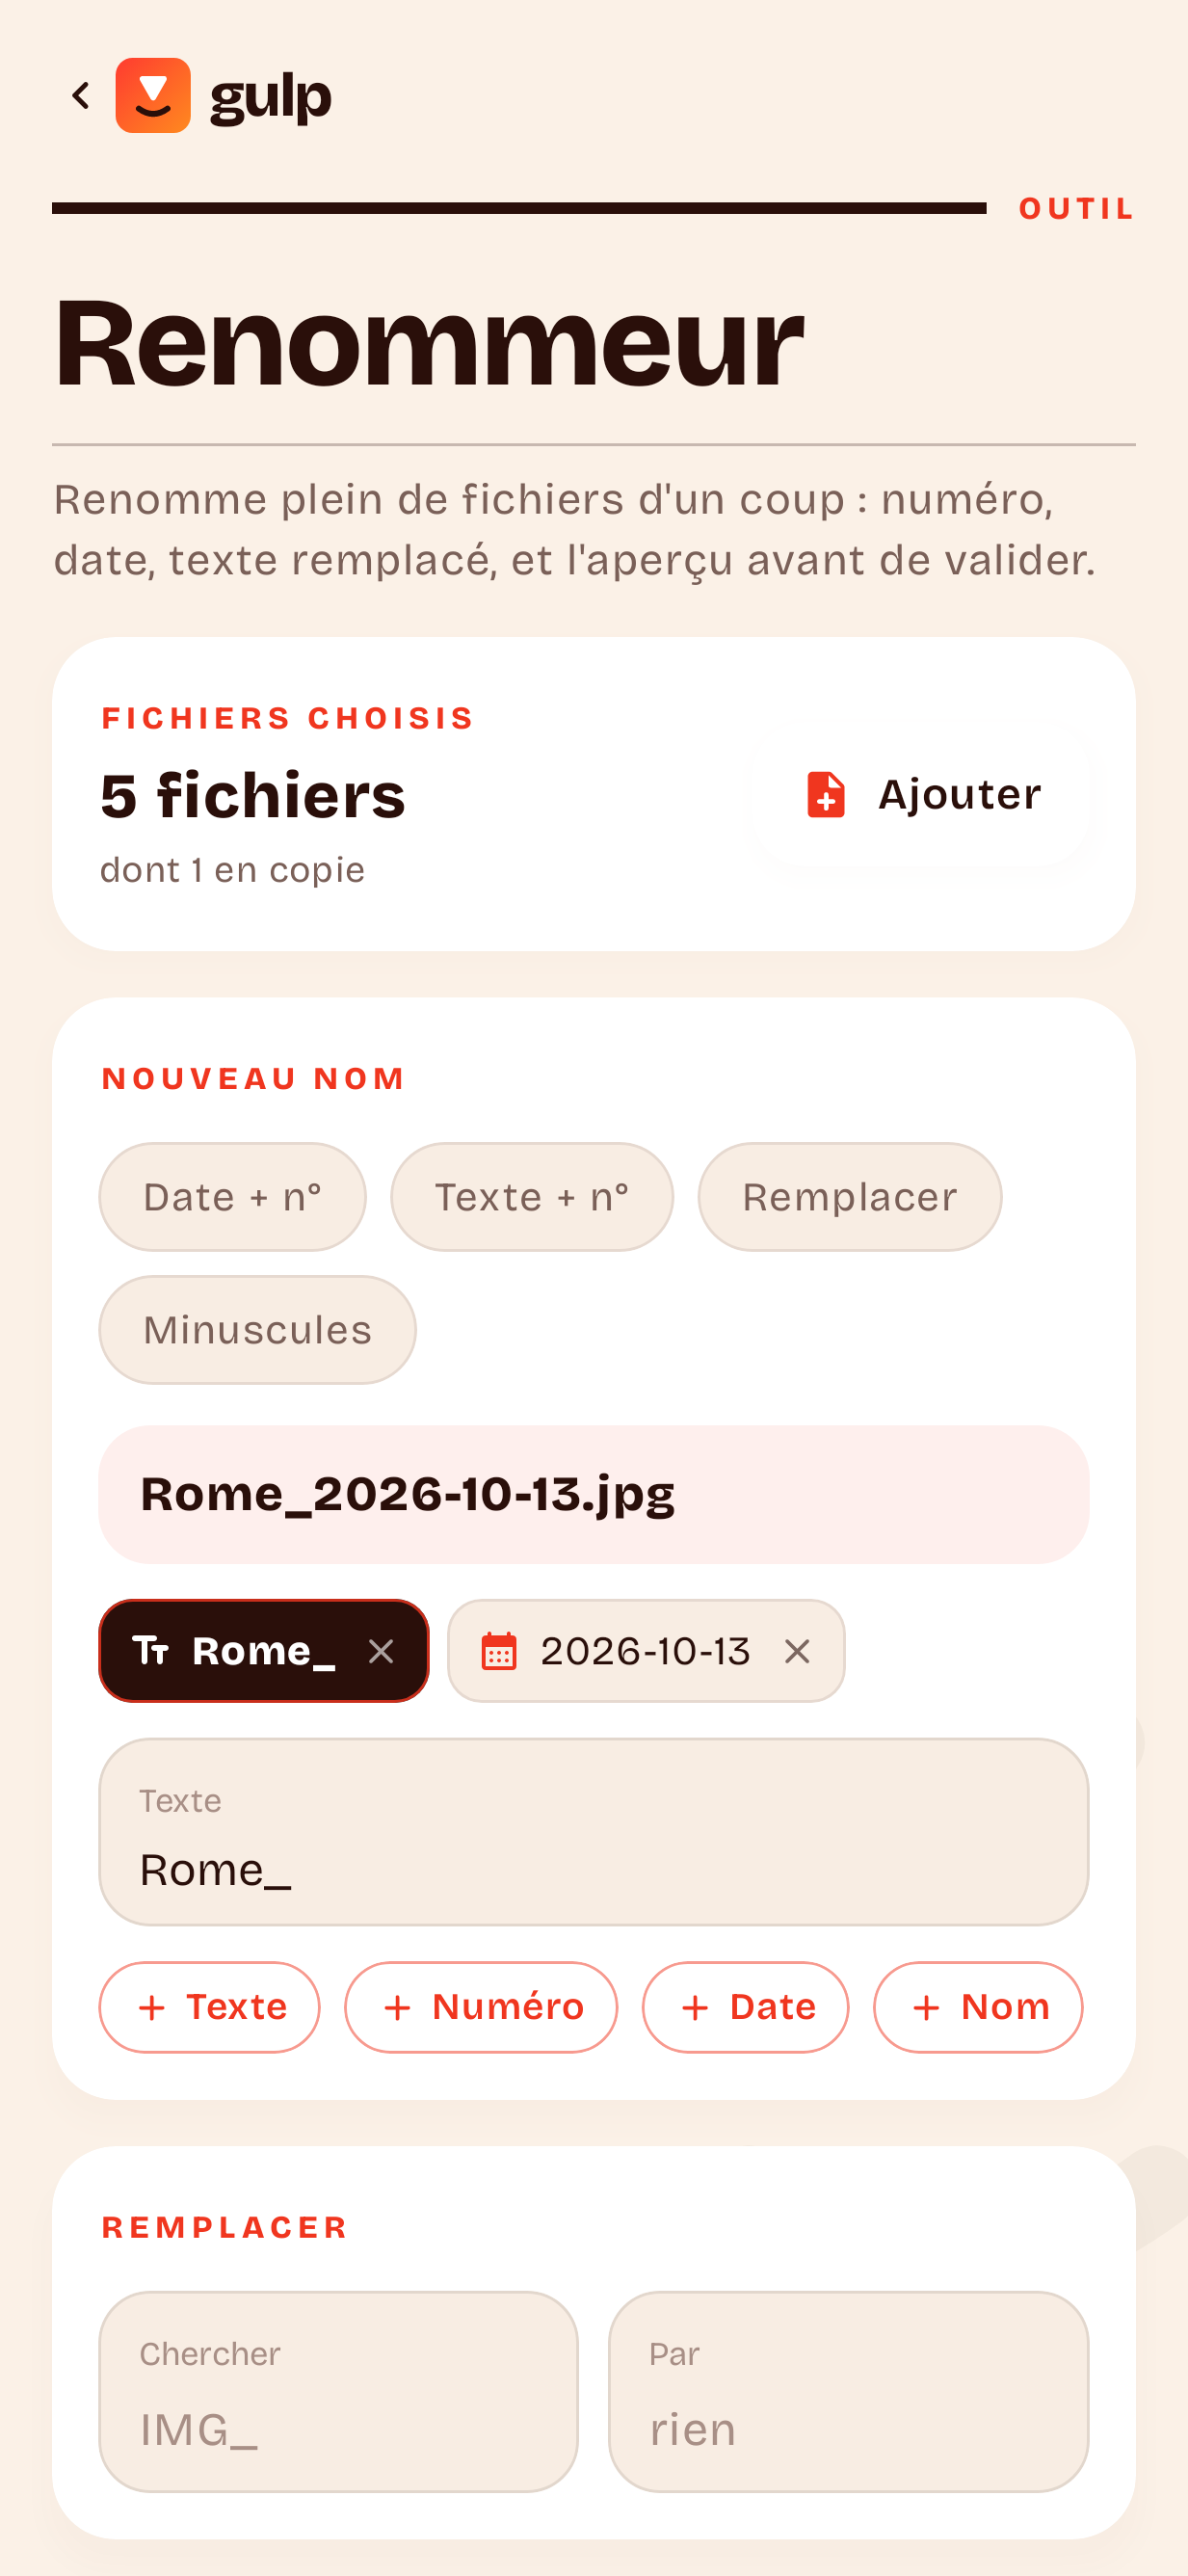 gulp
OUTIL
Renommeur
Renomme plein de fichiers d'un coup : numéro,
date, texte remplacé, et l'aperçu avant de valider.
FICHIERS CHOISIS
5 fichiers
dont 1 en copie
Ajouter
NOUVEAU NOM
Date + n°
Texte + n°
Remplacer
Minuscules
Rome_2026-10-13.jpg
Rome_
2026-10-13
Texte
Rome_
+ Texte
+ Numéro
+ Date
+ Nom
REMPLACER
Chercher
IMG_
Par
rien